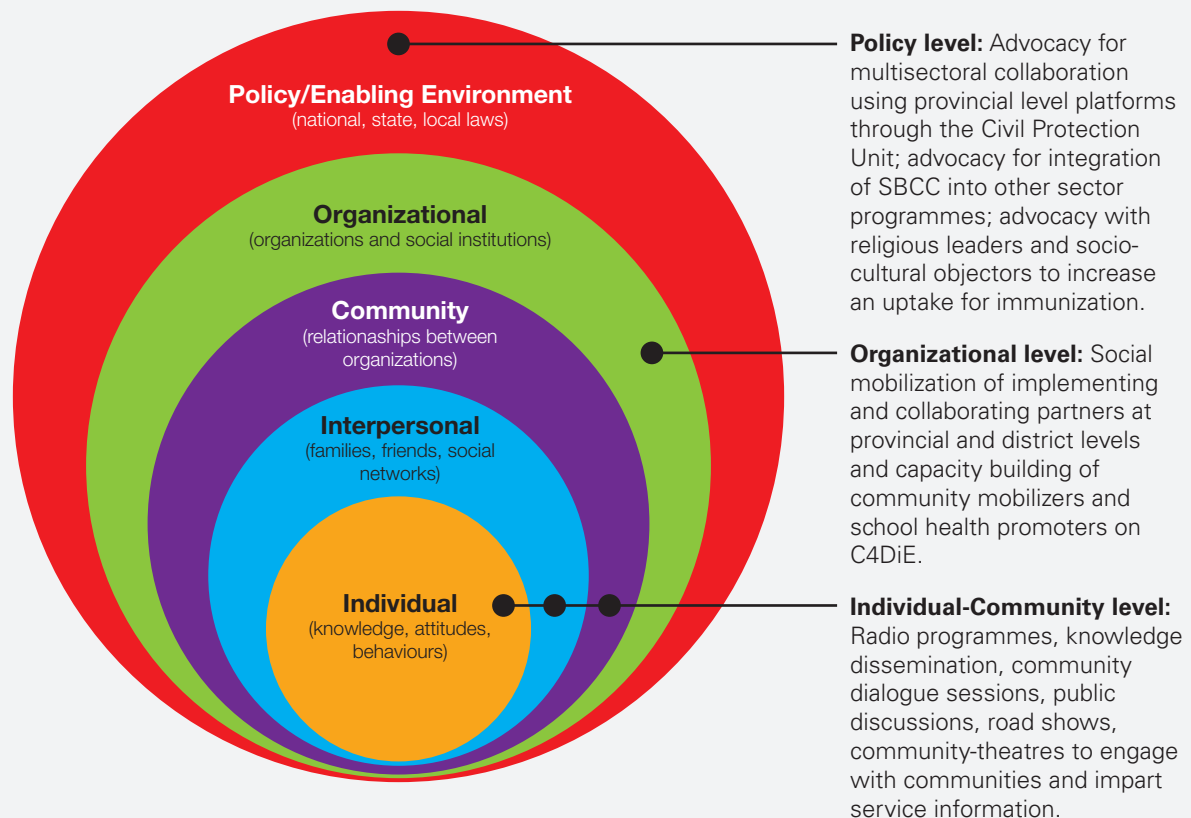 Policy/Enabling Environment
(national, state, local laws)
Organizational
(organizations and social institutions)
Community
(relationaships between
organizations)
Interpersonal
(families, friends, social
networks)
Individual
(knowledge, attitudes,
behaviours)
Policy level: Advocacy for
multisectoral collaboration
using provincial level platforms
through the Civil Protection
Unit; advocacy for integration
of SBCC into other sector
programmes; advocacy with
religious leaders and socio-
cultural objectors to increase
an uptake for immunization.
Organizational level: Social
mobilization of implementing
and collaborating partners at
provincial and district levels
and capacity building of
community mobilizers and
school health promoters on
C4DiE.
Individual-Community level:
Radio programmes, knowledge
dissemination, community
dialogue sessions, public
discussions, road shows,
community-theatres to engage
with communities and impart
service information.